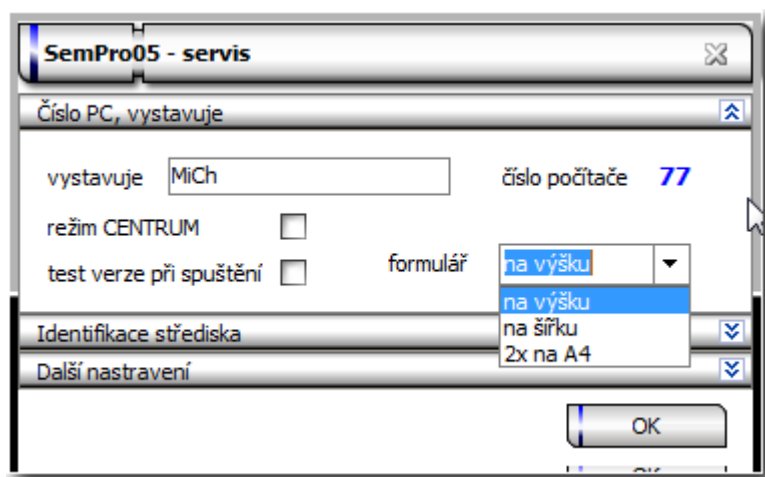 SemPro05 - servis
Číslo PC, vystavuje
vystavuje MiCh číslo počítače 77
režim CENTRUM
test verze při spuštění formulář na výšku
na výšku
na šířku
2x na A4
Identifikace střediska
Další nastavení
OK